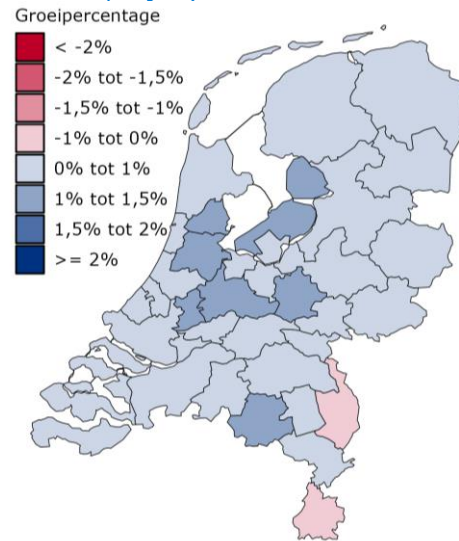 Groeipercentage
< -2%
-2% tot -1,5%
-1,5% tot -1%
-1% tot 0%
0% tot 1%
1% tot 1,5%
1,5% tot 2%
>= 2%